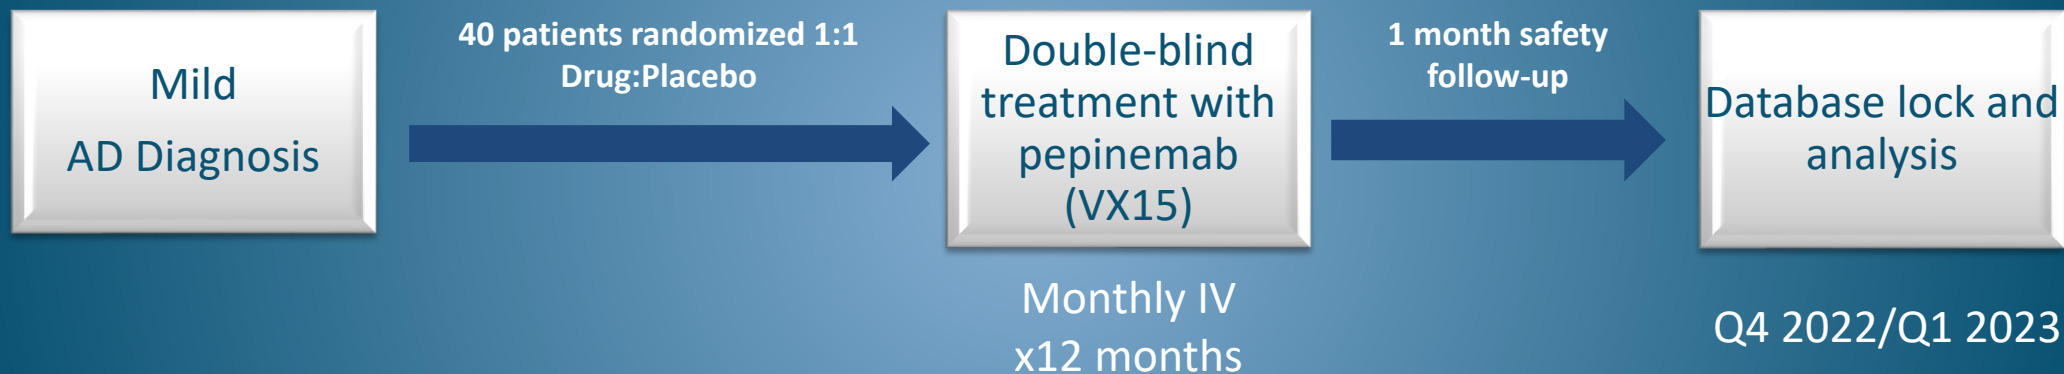 Mild
AD Diagnosis
40 patients randomized 1:1
Drug:Placebo
Double-blind
treatment with
pepinemab
(VX15)
Monthly IV
x12 months
1 month safety
follow-up
Database lock and
analysis
Q4 2022/Q1 2023